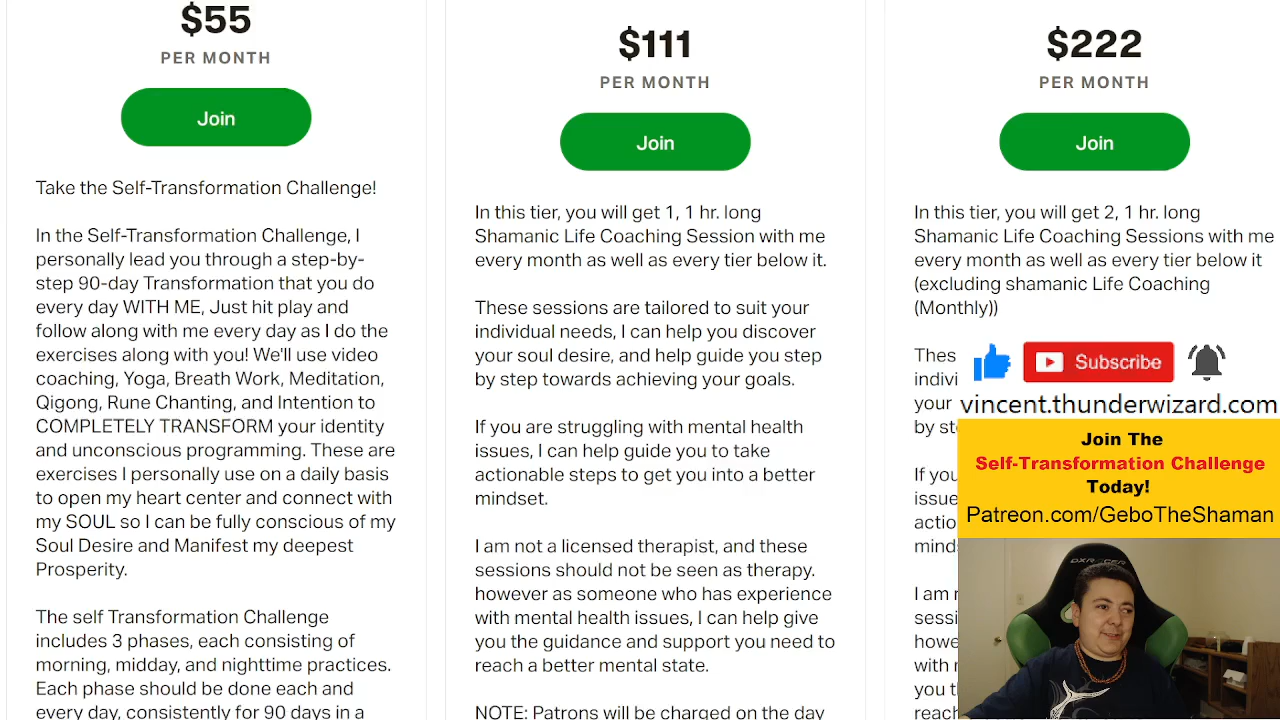 $55
PER MONTH
Join
Take the Self-Transformation Challenge!
In the Self-Transformation Challenge, I
personally lead you through a step-by-
step 90-day Transformation that you do
every day WITH ME, Just hit play and
follow along with me every day as I do the
exercises along with you! We'll use video
coaching, Yoga, Breath Work, Meditation,
Qigong, Rune Chanting, and Intention to
COMPLETELY TRANSFORM your identity
and unconscious programming. These are
exercises I personally use on a daily basis
to open my heart center and connect with
my SOUL so I can be fully conscious of my
Soul Desire and Manifest my deepest
Prosperity.
The self Transformation Challenge
includes 3 phases, each consisting of
morning, midday, and nighttime practices.
Each phase should be done each and
every day, consistently for 90 days in a
$111
PER MONTH
Join
In this tier, you will get 1, 1 hr. long
Shamanic Life Coaching Session with me
every month as well as every tier below it.
These sessions are tailored to suit your
individual needs, I can help you discover
your soul desire, and help guide you step
by step towards achieving your goals.
If you are struggling with mental health
issues, I can help guide you to take
actionable steps to get you into a better
mindset.
I am not a licensed therapist, and these
sessions should not be seen as therapy.
however as someone who has experience
with mental health issues, I can help give
you the guidance and support you need to
reach a better mental state.
NOTE: Patrons will be charged on the day
$222
PER MONTH
Join
In this tier, you will get 2, 1 hr. long
Shamanic Life Coaching Sessions with me
every month as well as every tier below it
(excluding shamanic Life Coaching
(Monthly))
Thes
indivi
your
by st
If you
issue
actio
minds
I am
sessi
howe
with
you t
reach
Subscribe
vincent.thunderwizard.com
Join The
Self-Transformation Challenge
Today!
Patreon.com/GeboTheShaman
DXRACER